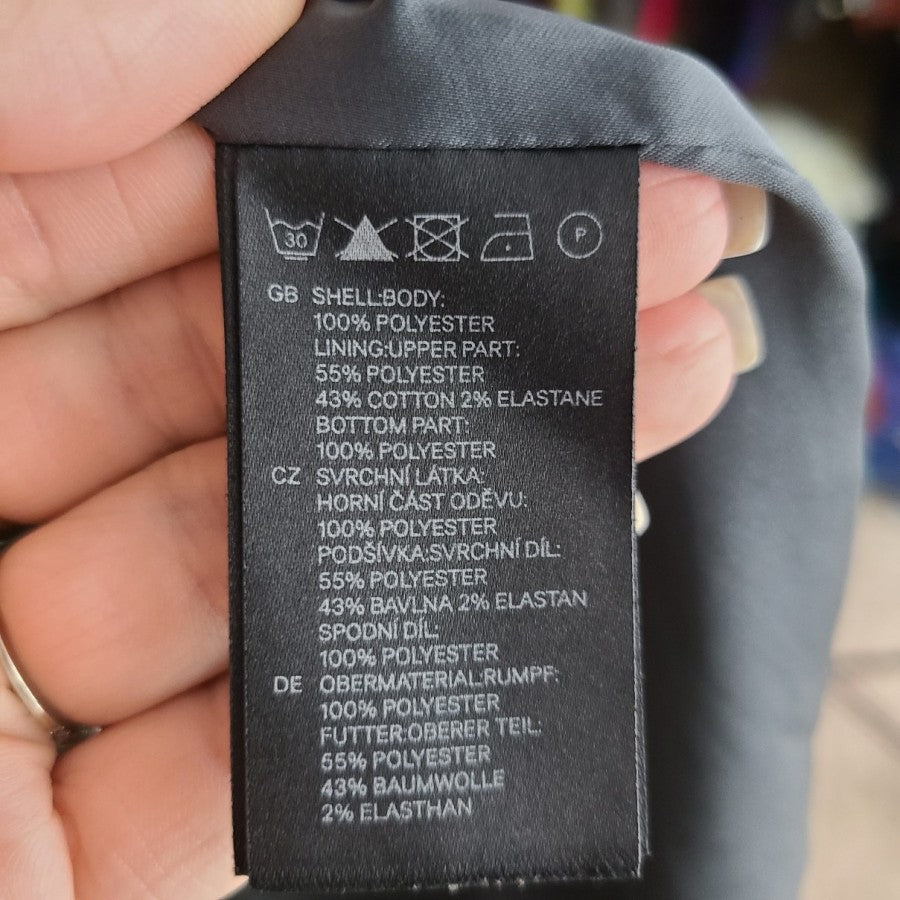 30 P
GB SHELL:BODY:
100% POLYESTER
LINING:UPPER PART:
55% POLYESTER
43% COTTON 2% ELASTANE
BOTTOM PART:
100% POLYESTER
CZ SVRCHNÍ LÁTKA:
HORNÍ ČÁST ODĚVU:
100% POLYESTER
PODŠÍVKA:SVRCHNÍ DÍL:
55% POLYESTER
43% BAVLNA 2% ELASTAN
SPODNÍ DÍL:
100% POLYESTER
DE OBERMATERIAL:RUMPF:
100% POLYESTER
FUTTER:OBERER TEIL:
55% POLYESTER
43% BAUMWOLLE
2% ELASTHAN